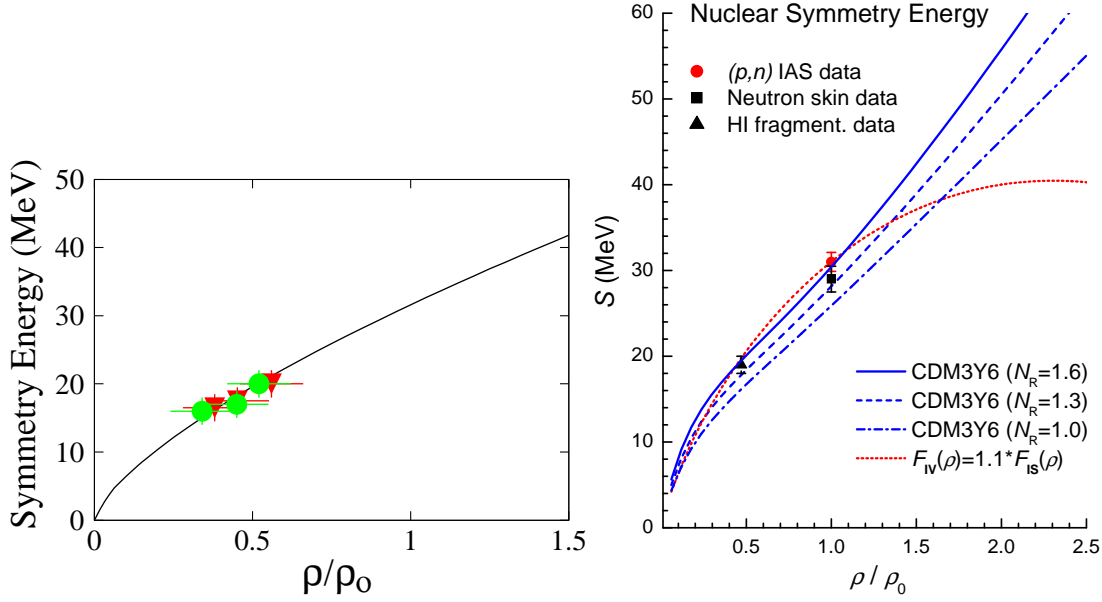 Symmetry Energy (MeV)
50
40
30
20
10
0
0
0.5
1
1.5
ρ/ρo
Nuclear Symmetry Energy
(p,n) IAS data
Neutron skin data
HI fragment. data
S (MeV)
60
50
40
30
20
10
0
CDM3Y6 (NR=1.6)
CDM3Y6 (NR=1.3)
CDM3Y6 (NR=1.0)
FIV(ρ)=1.1*FIS(ρ)
0.5
1.0
1.5
2.0
2.5
ρ / ρ0